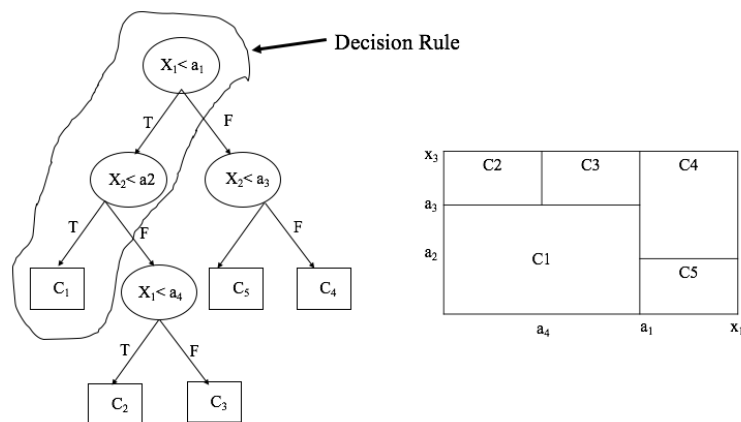 Decision Rule
X₁< a₁
T
F
X₂< a2
X₂< a₃
T
F
F
C₁
X₁< a₄
C₅
C₄
T
F
C₂
C₃
x₃
C2
C3
C4
a₃
a₂
C1
C5
a₄
a₁
x₁